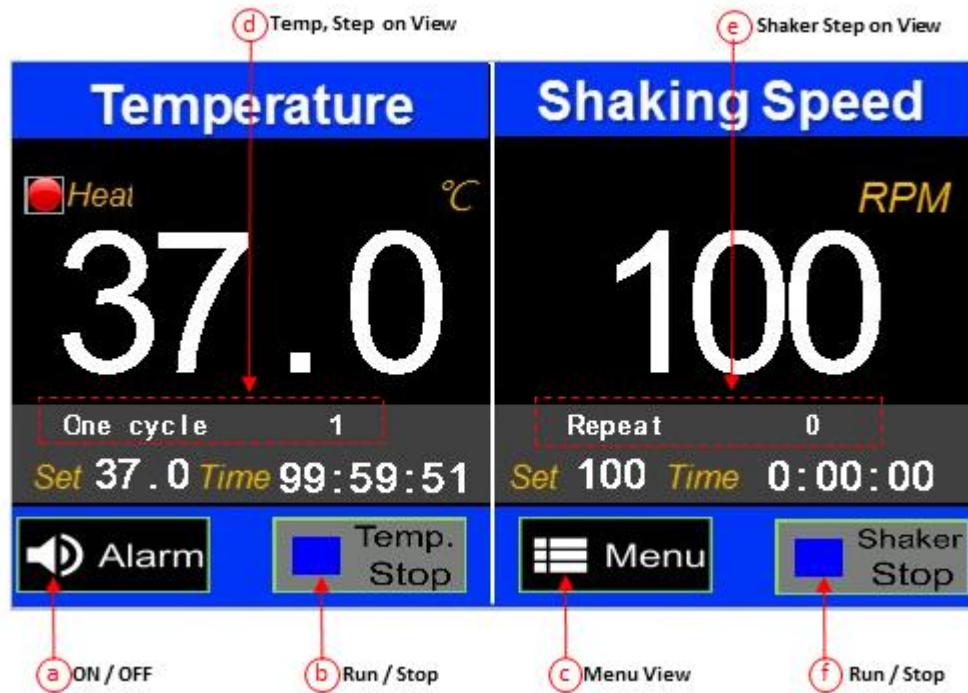 d Temp, Step on View
e Shaker Step on View
Temperature
Shaking Speed
Heat
℃
RPM
37.0
100
One cycle 1
Repeat 0
Set 37.0 Time 99:59:51
Set 100 Time 0:00:00
Alarm
Temp.
Stop
Menu
Shaker
Stop
a ON / OFF
b Run / Stop
c Menu View
f Run / Stop